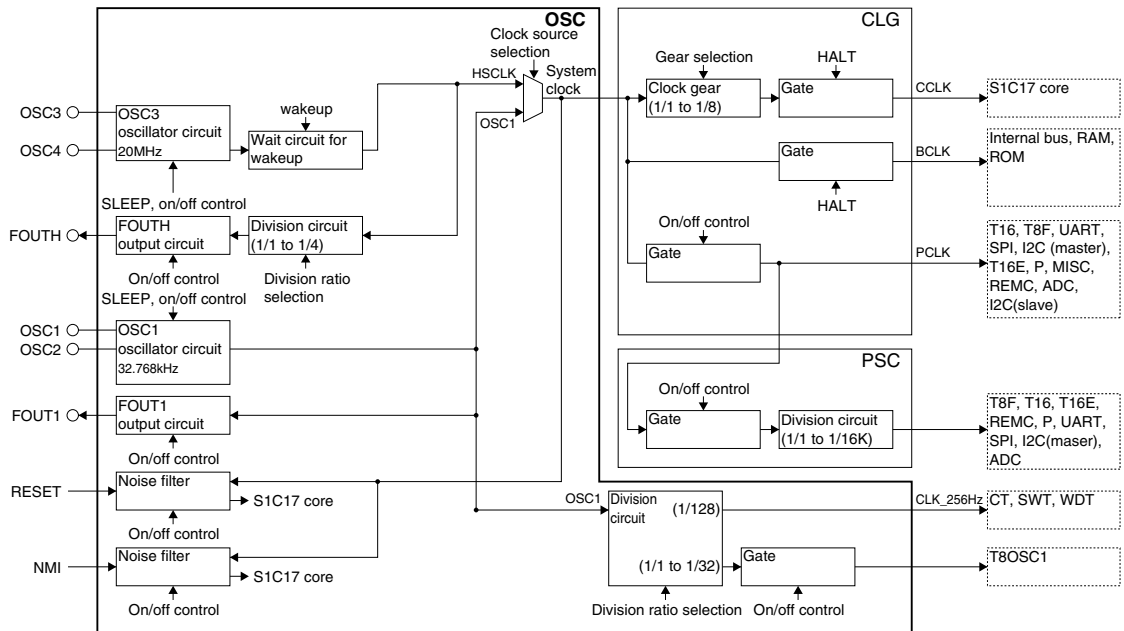 OSC
CLG
Clock source
selection
HSCLK
System
clock
OSC1
Gear selection
HALT
Clock gear
(1/1 to 1/8)
Gate
CCLK
S1C17 core
OSC3
OSC4
OSC3
oscillator circuit
20MHz
wakeup
Wait circuit for
wakeup
SLEEP, on/off control
Gate
HALT
BCLK
Internal bus, RAM,
ROM
FOUTH
FOUTH
output circuit
On/off control
Division circuit
(1/1 to 1/4)
Division ratio
selection
On/off control
Gate
PCLK
T16, T8F, UART,
SPI, I2C (master),
T16E, P, MISC,
REMC, ADC,
I2C(slave)
SLEEP, on/off control
OSC1
OSC2
OSC1
oscillator circuit
32.768kHz
PSC
On/off control
Gate
Division circuit
(1/1 to 1/16K)
T8F, T16, T16E,
REMC, P, UART,
SPI, I2C(maser),
ADC
FOUT1
FOUT1
output circuit
On/off control
RESET
Noise filter
S1C17 core
On/off control
NMI
Noise filter
S1C17 core
On/off control
OSC1
Division
circuit
(1/128)
(1/1 to 1/32)
Division ratio selection
CLK_256Hz
CT, SWT, WDT
Gate
On/off control
T8OSC1